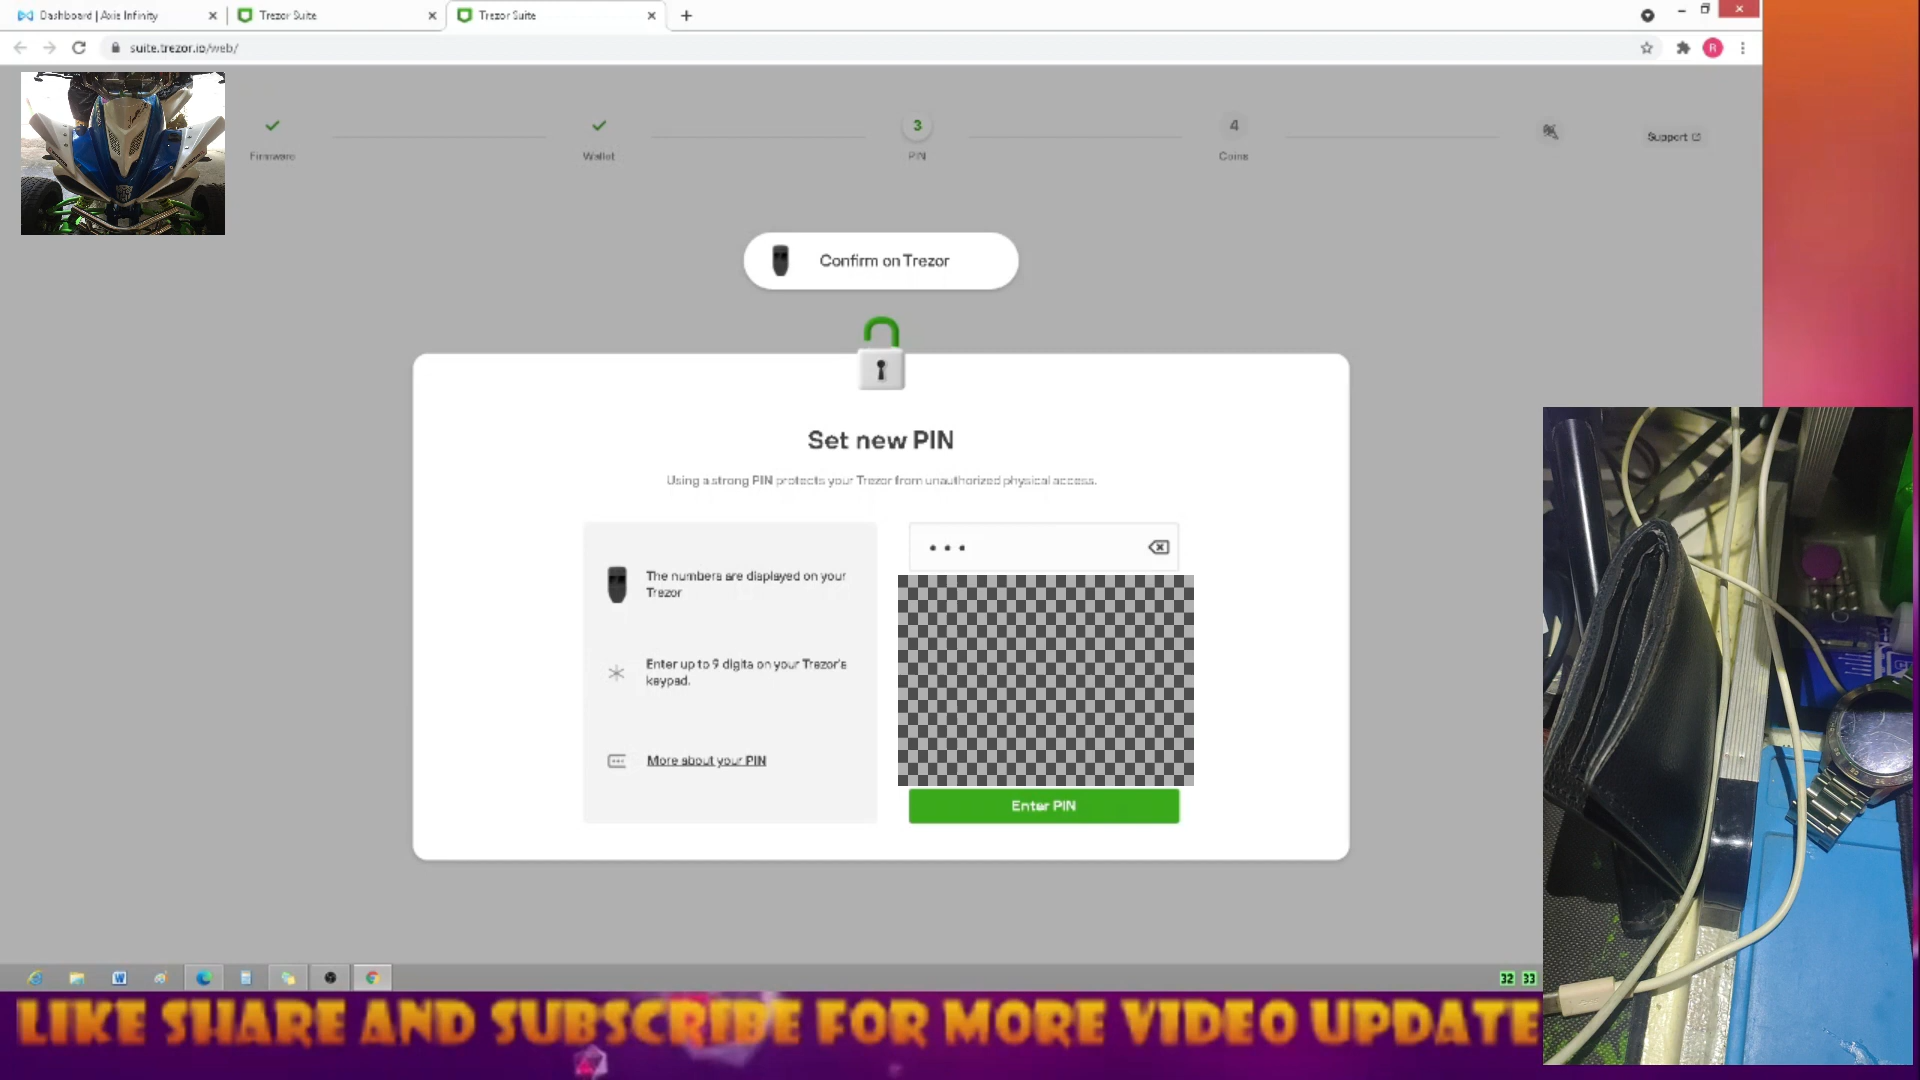 Dashboard | Axie Infinity
Trezor Suite
Trezor Suite
suite.trezor.io/web/
R
Firmware
Wallet
3
PIN
4
Coins
Support
Confirm on Trezor
Set new PIN
Using a strong PIN protects your Trezor from unauthorized physical access.
The numbers are displayed on your
Trezor
Enter up to 9 digits on your Trezor's
keypad.
More about your PIN
Enter PIN
32 33
LIKE SHARE AND SUBSCRIBE FOR MORE VIDEO UPDATE